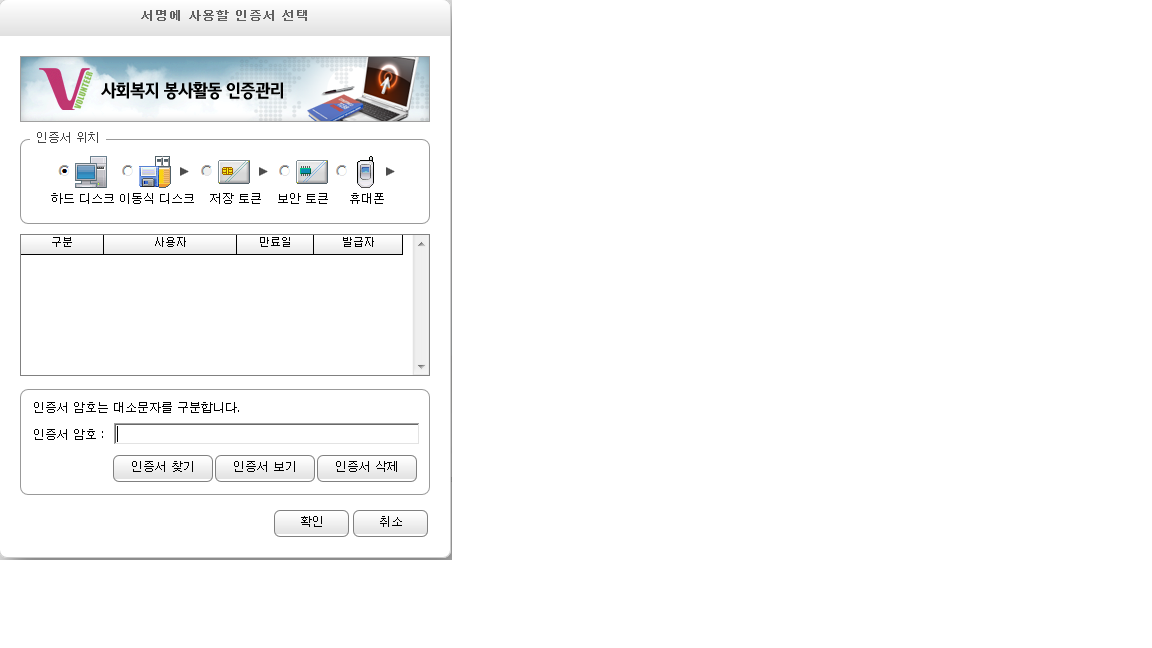 서명에 사용할 인증서 선택
VOLUNTEER
사회복지 봉사활동 인증관리
인증서 위치
하드 디스크 이동식 디스크 저장 토큰 보안 토큰 휴대폰
구분 사용자 만료일 발급자
인증서 암호는 대소문자를 구분합니다.
인증서 암호 :
인증서 찾기 인증서 보기 인증서 삭제
확인 취소